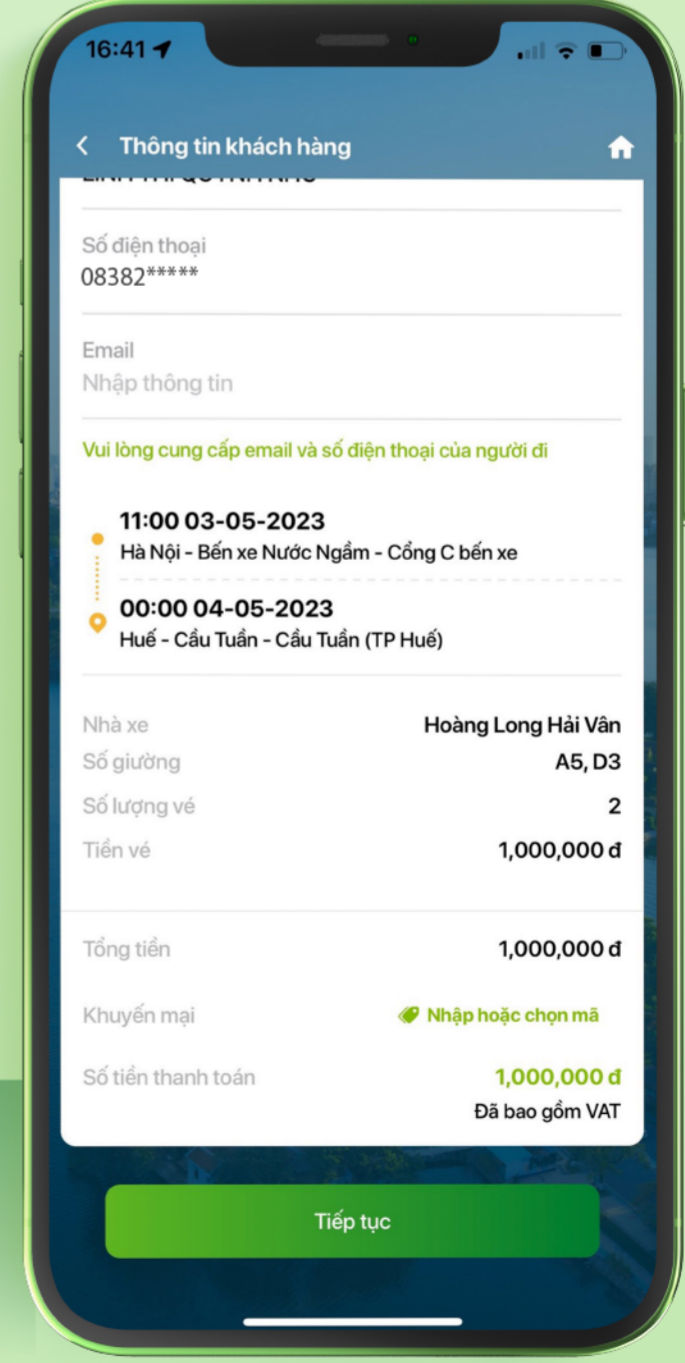 16:41
Thông tin khách hàng
Số điện thoại
08382*****
Email
Nhập thông tin
Vui lòng cung cấp email và số điện thoại của người đi
11:00 03-05-2023
Hà Nội - Bến xe Nước Ngầm - Cổng C bến xe
00:00 04-05-2023
Huế - Cầu Tuần - Cầu Tuần (TP Huế)
Nhà xe Hoàng Long Hải Vân
Số giường A5, D3
Số lượng vé 2
Tiền vé 1,000,000 đ
Tổng tiền 1,000,000 đ
Khuyến mại Nhập hoặc chọn mã
Số tiền thanh toán 1,000,000 đ
Đã bao gồm VAT
Tiếp tục